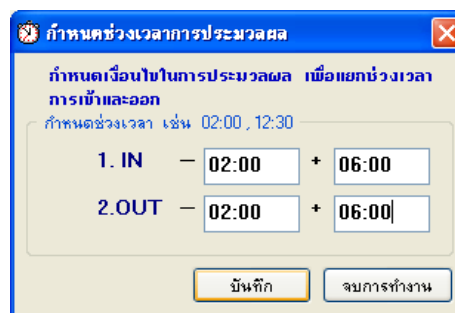 กำหนดช่วงเวลาการประมวลผล
กำหนดเงื่อนไขในการประมวลผล เพื่อแยกช่วงเวลา
การเข้าและออก
กำหนดช่วงเวลา เช่น 02:00 , 12:30
1. IN – 02:00 + 06:00
2.OUT – 02:00 + 06:00
บันทึก จบการทำงาน